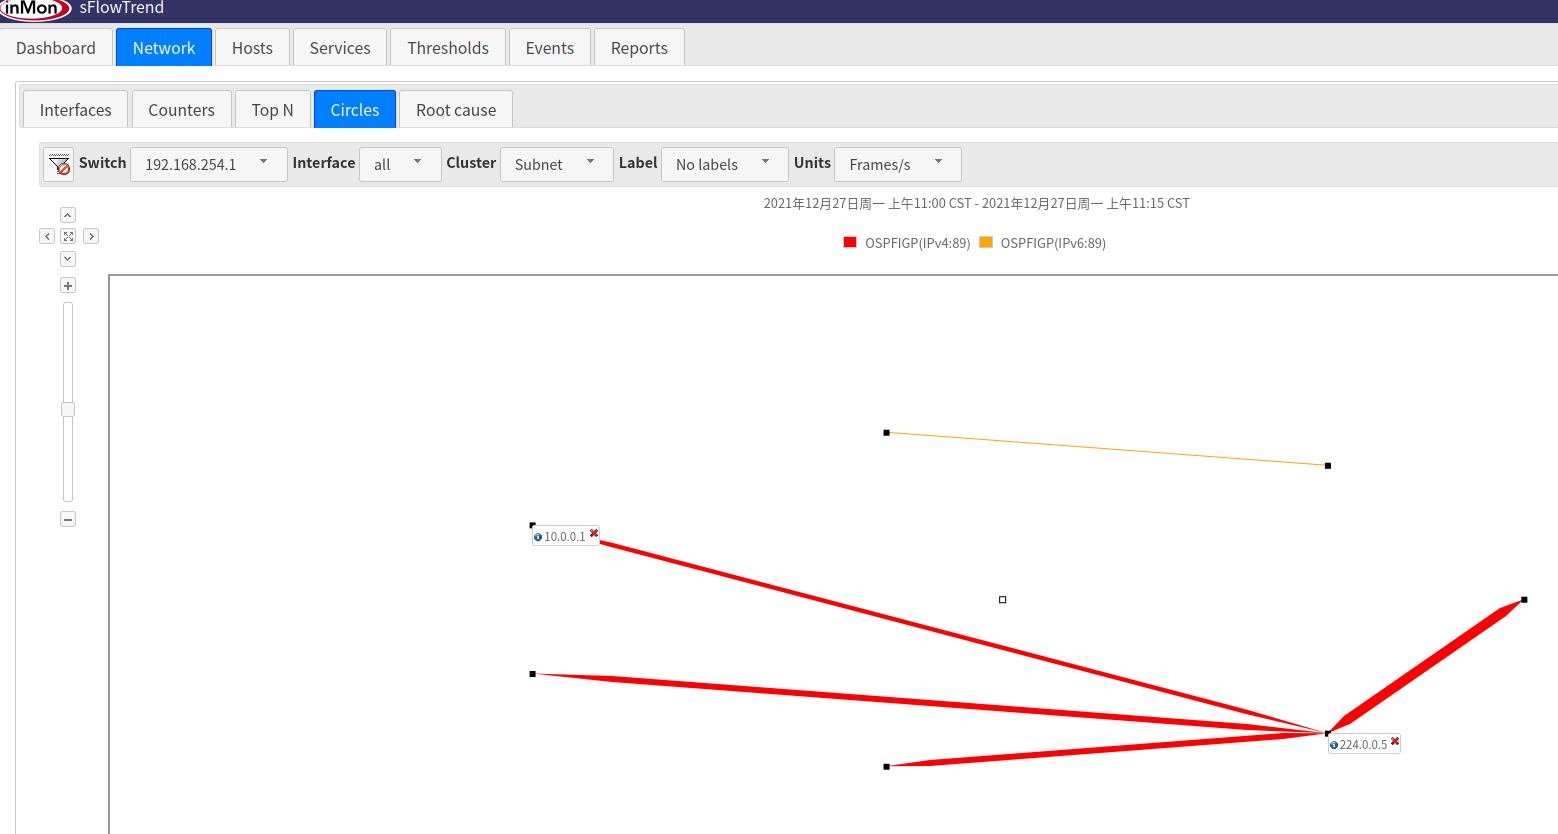 inMon sFlowTrend
Dashboard Network Hosts Services Thresholds Events Reports
Interfaces Counters Top N Circles Root cause
Switch 192.168.254.1 Interface all Cluster Subnet Label No labels Units Frames/s
2021年12月27日周一 上午11:00 CST - 2021年12月27日周一 上午11:15 CST
OSPFIGP(IPv4:89) OSPFIGP(IPv6:89)
10.0.0.1
224.0.0.5